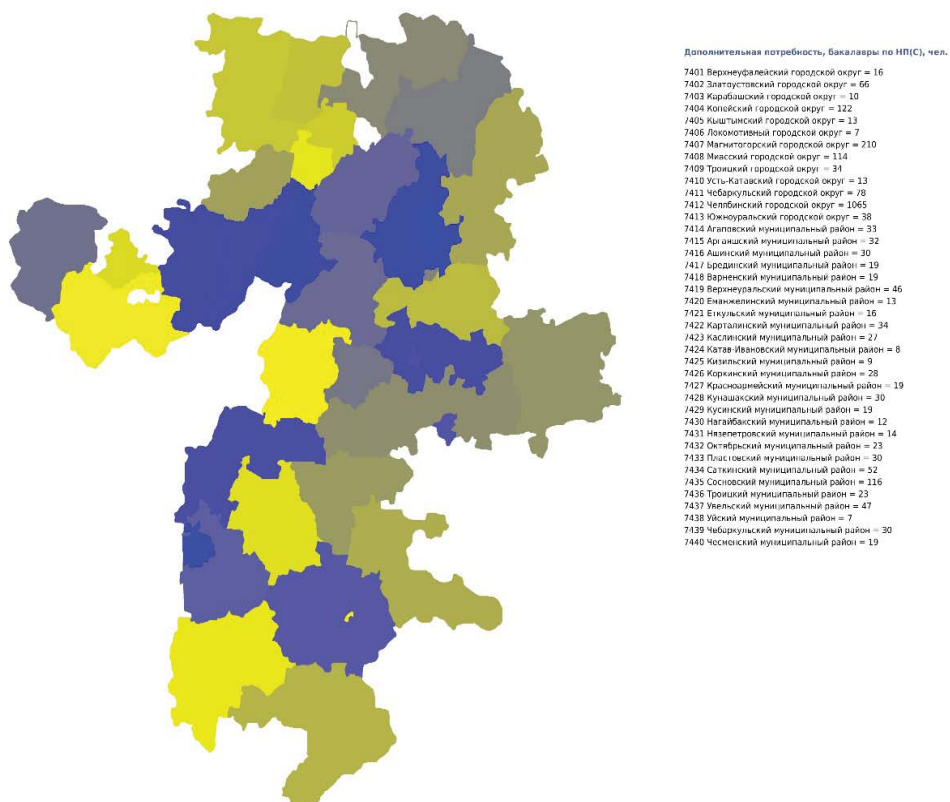 Дополнительная потребность, бакалавры по НП(С), чел.
7401 Верхнеуфалейский городской округ = 16
7402 Златоустовский городской округ = 66
7403 Карабашский городской округ = 10
7404 Копейский городской округ = 122
7405 Кыштымский городской округ = 13
7406 Локомотивный городской округ = 7
7407 Магнитогорский городской округ = 210
7408 Миасский городской округ = 114
7409 Троицкий городской округ = 34
7410 Усть-Катавский городской округ = 13
7411 Чебаркульский городской округ = 78
7412 Челябинский городской округ = 1065
7413 Южноуральский городской округ = 38
7414 Агаповский муниципальный район = 33
7415 Аргаяшский муниципальный район = 32
7416 Ашинский муниципальный район = 30
7417 Брединский муниципальный район = 19
7418 Варненский муниципальный район = 19
7419 Верхнеуральский муниципальный район = 46
7420 Еманжелинский муниципальный район = 13
7421 Еткульский муниципальный район = 16
7422 Карталинский муниципальный район = 34
7423 Каслинский муниципальный район = 27
7424 Катав-Ивановский муниципальный район = 8
7425 Кизильский муниципальный район = 9
7426 Коркинский муниципальный район = 28
7427 Красноармейский муниципальный район = 19
7428 Кунашакский муниципальный район = 30
7429 Кусинский муниципальный район = 19
7430 Нагайбакский муниципальный район = 12
7431 Нязепетровский муниципальный район = 14
7432 Октябрьский муниципальный район = 23
7433 Пластовский муниципальный район = 30
7434 Саткинский муниципальный район = 52
7435 Сосновский муниципальный район = 116
7436 Троицкий муниципальный район = 23
7437 Увельский муниципальный район = 47
7438 Уйский муниципальный район = 7
7439 Чебаркульский муниципальный район = 30
7440 Чесменский муниципальный район = 19